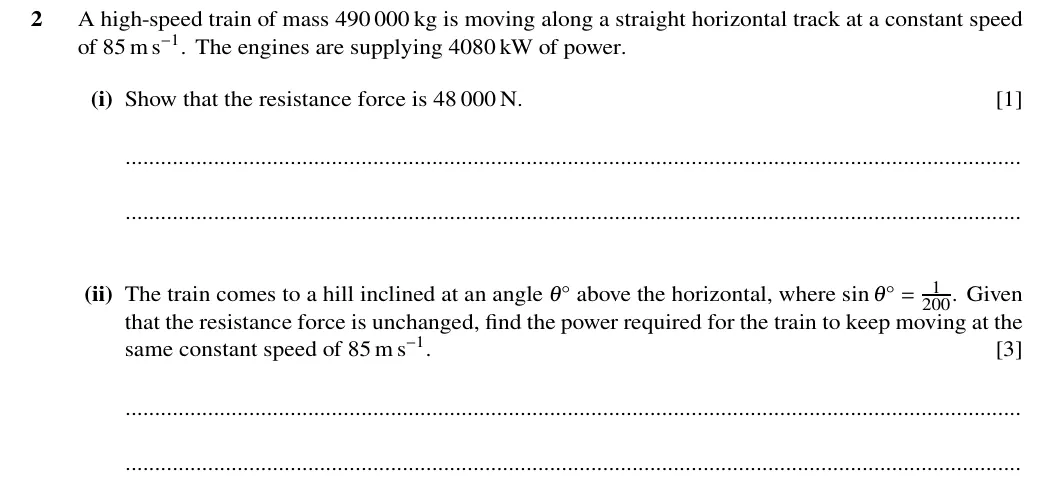 2 A high-speed train of mass 490 000 kg is moving along a straight horizontal track at a constant speed
of 85 m s⁻¹. The engines are supplying 4080 kW of power.
(i) Show that the resistance force is 48 000 N. [1]
(ii) The train comes to a hill inclined at an angle θ° above the horizontal, where sin θ° = 1/200. Given
that the resistance force is unchanged, find the power required for the train to keep moving at the
same constant speed of 85 m s⁻¹. [3]